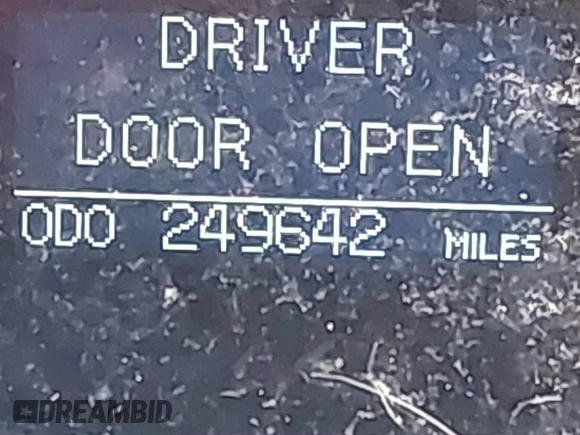 DRIVER
DOOR OPEN
ODO 249642 MILES
DREAMBID